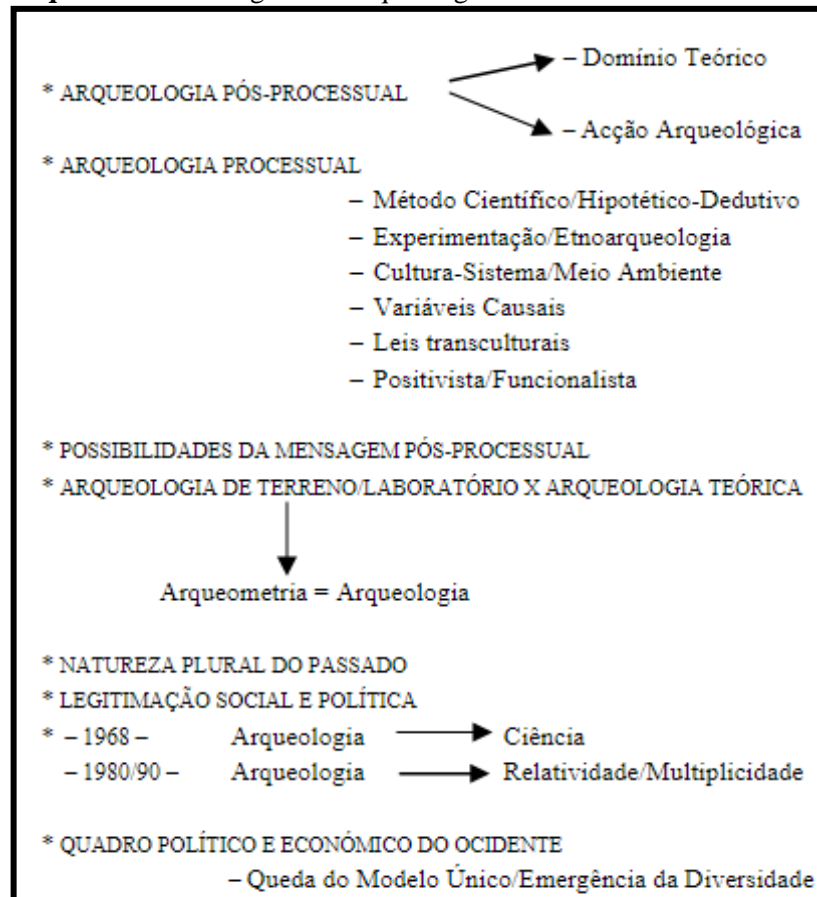 * ARQUEOLOGIA PÓS-PROCESSUAL
– Domínio Teórico
– Acção Arqueológica
* ARQUEOLOGIA PROCESSUAL
– Método Científico/Hipotético-Dedutivo
– Experimentação/Etnoarqueologia
– Cultura-Sistema/Meio Ambiente
– Variáveis Causais
– Leis transculturais
– Positivista/Funcionalista
* POSSIBILIDADES DA MENSAGEM PÓS-PROCESSUAL
* ARQUEOLOGIA DE TERRENO/LABORATÓRIO X ARQUEOLOGIA TEÓRICA
Arqueometria = Arqueologia
* NATUREZA PLURAL DO PASSADO
* LEGITIMAÇÃO SOCIAL E POLÍTICA
* – 1968 – Arqueologia Ciência
– 1980/90 – Arqueologia Relatividade/Multiplicidade
* QUADRO POLÍTICO E ECONÓMICO DO OCIDENTE
– Queda do Modelo Único/Emergência da Diversidade